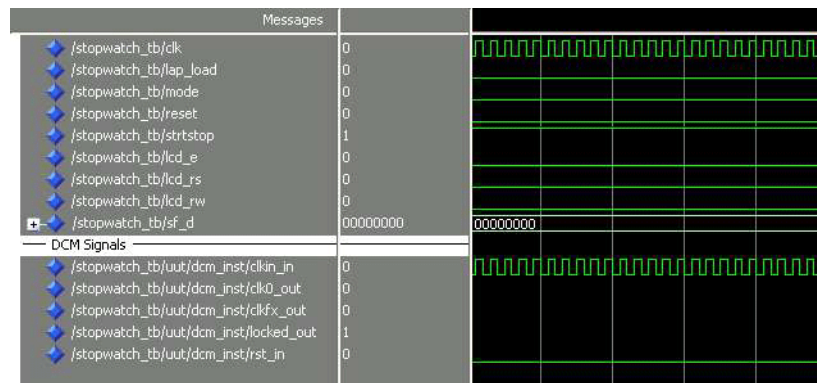 Messages
/stopwatch_tb/clk 0
/stopwatch_tb/lap_load 0
/stopwatch_tb/mode 0
/stopwatch_tb/reset 0
/stopwatch_tb/strtstop 1
/stopwatch_tb/lcd_e 0
/stopwatch_tb/lcd_rs 0
/stopwatch_tb/lcd_rw 0
/stopwatch_tb/sf_d 00000000 00000000
DCM Signals
/stopwatch_tb/uut/dcm_inst/clkin_in 0
/stopwatch_tb/uut/dcm_inst/clk0_out 0
/stopwatch_tb/uut/dcm_inst/clkfx_out 0
/stopwatch_tb/uut/dcm_inst/locked_out 1
/stopwatch_tb/uut/dcm_inst/rst_in 0